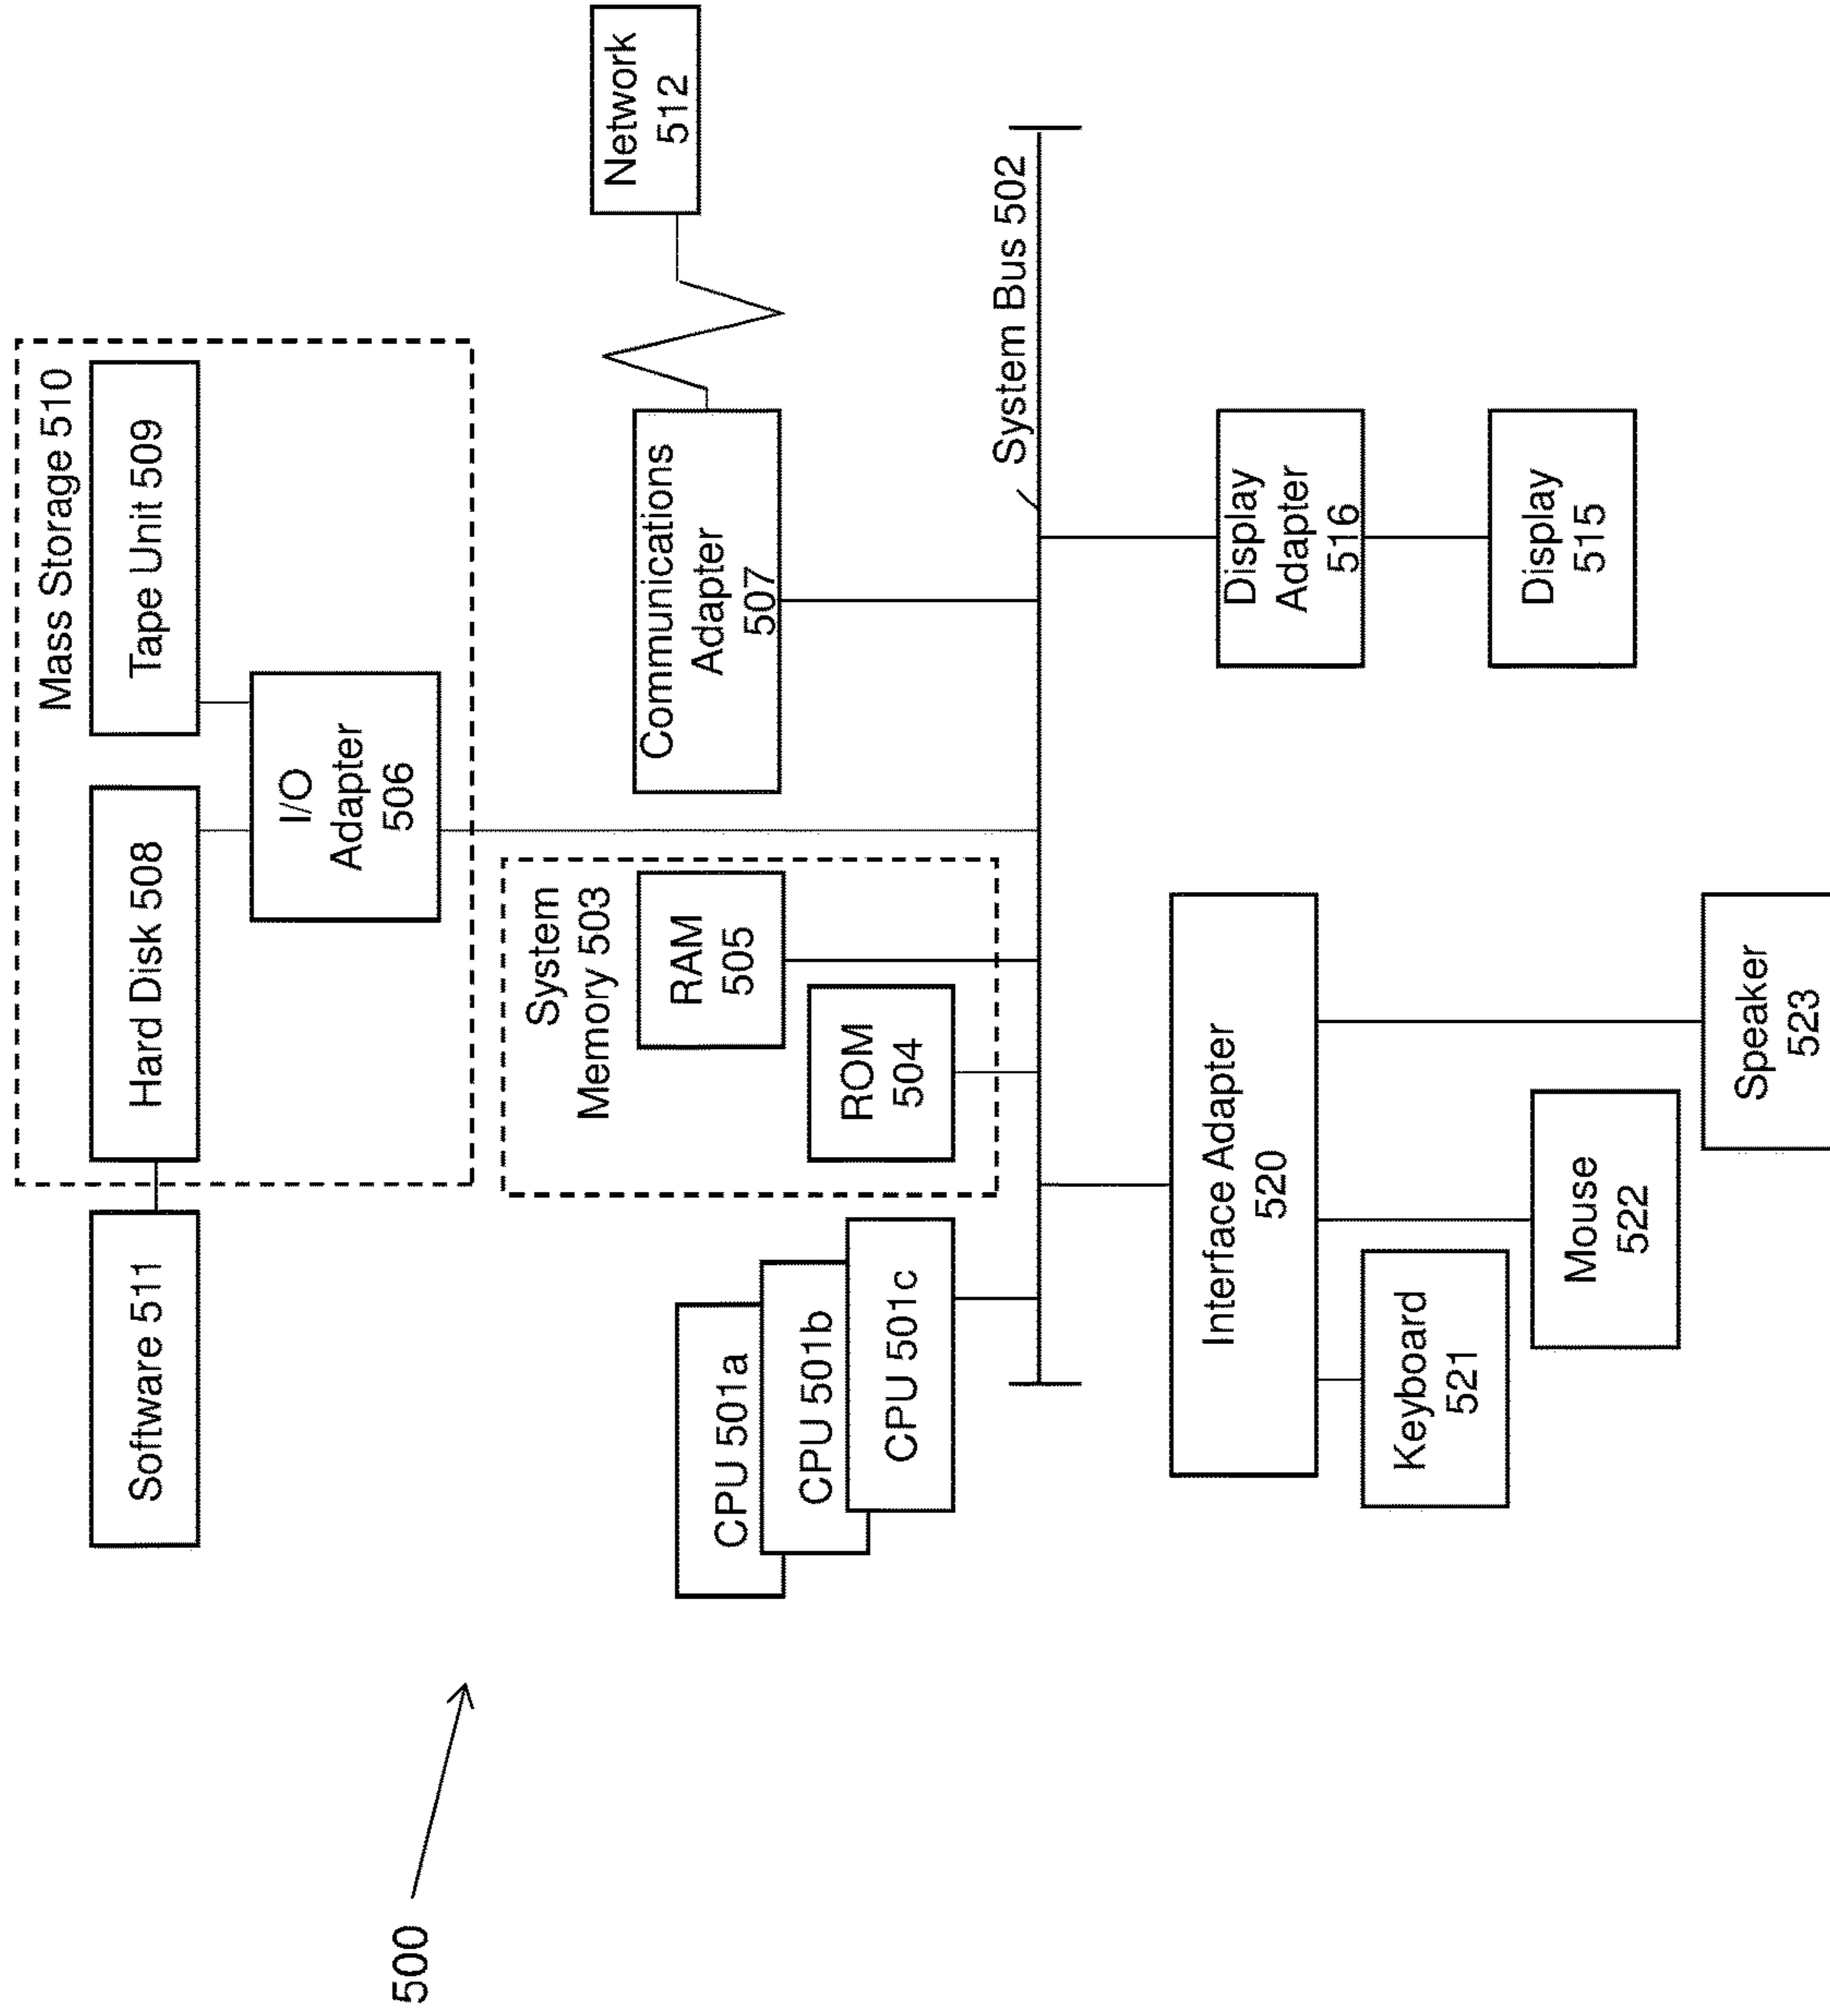 500
Software 511
Hard Disk 508
Mass Storage 510
Tape Unit 509
I/O
Adapter
506
System
Memory 503
RAM
505
ROM
504
CPU 501a
CPU 501b
CPU 501c
Communications
Adapter
507
Network
512
System Bus 502
Interface Adapter
520
Keyboard
521
Mouse
522
Speaker
523
Display
Adapter
516
Display
515